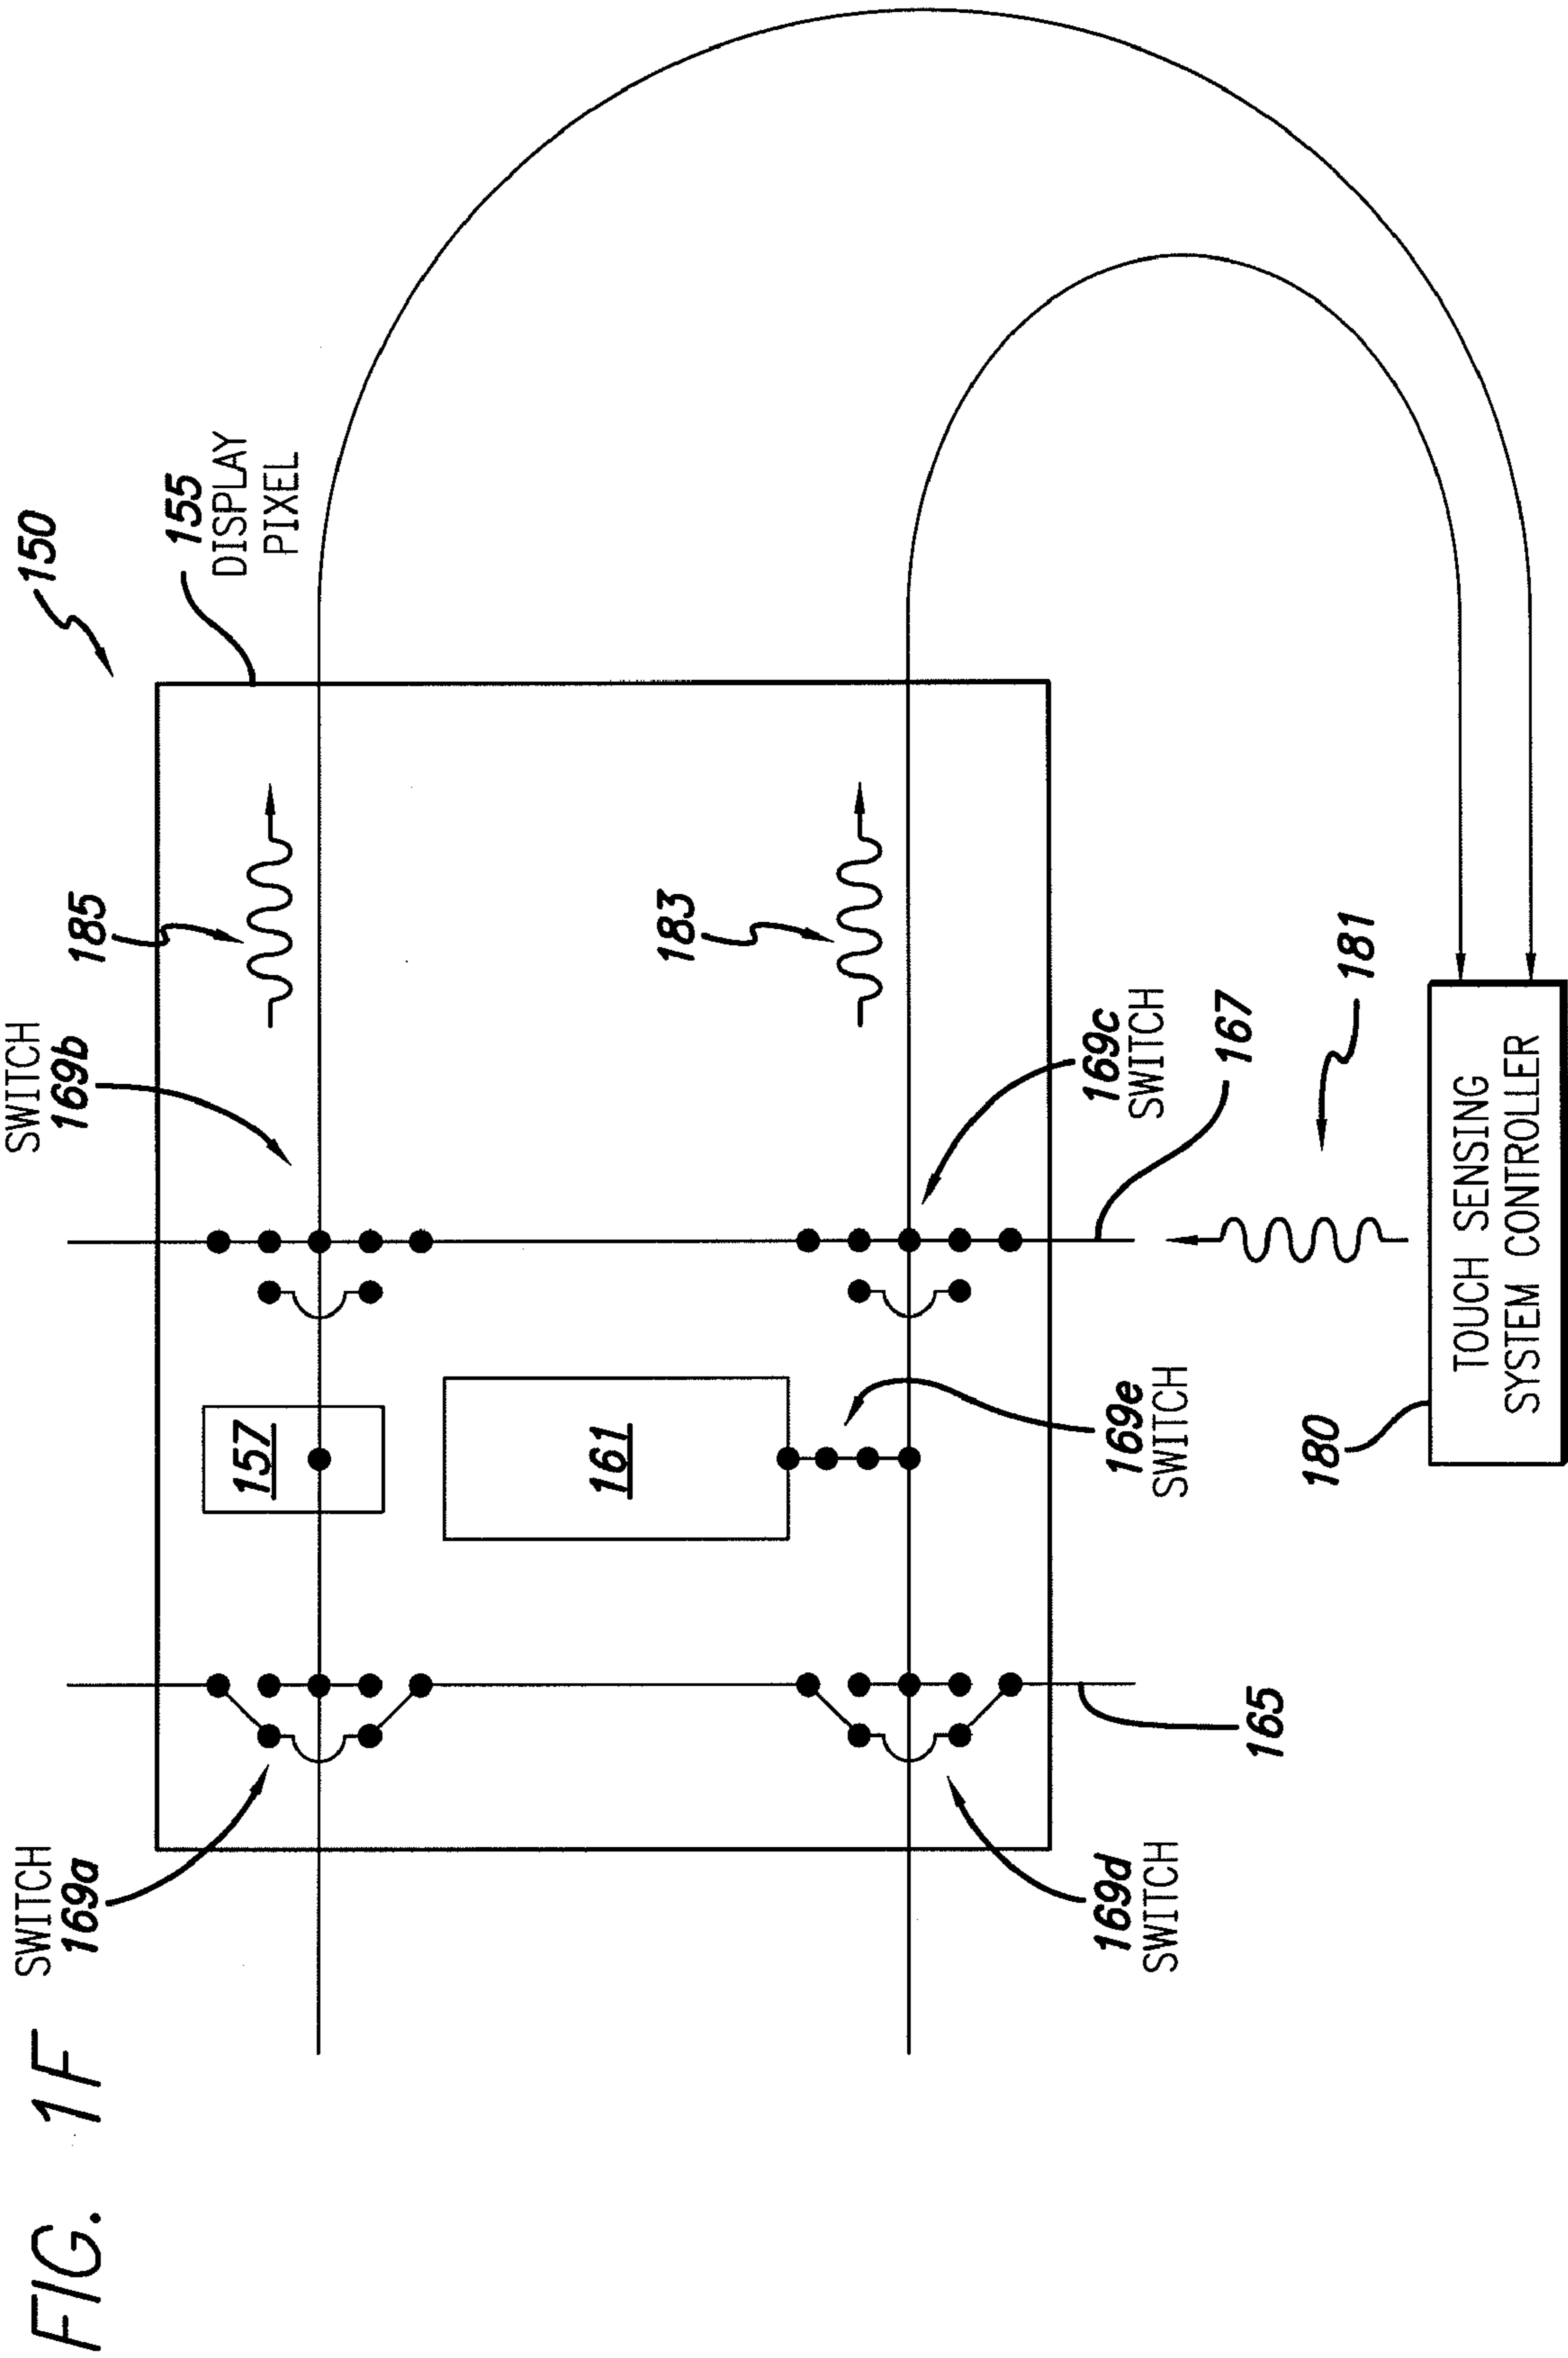 FIG. 1F
150
155
DISPLAY
PIXEL
SWITCH
169a
SWITCH
169b
185
157
161
183
169e
SWITCH
169c
SWITCH
169d
SWITCH
165
167
181
180
TOUCH SENSING
SYSTEM CONTROLLER